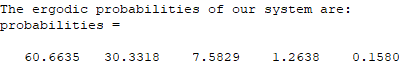 The ergodic probabilities of our system are:
probabilities =
60.6635 30.3318 7.5829 1.2638 0.1580